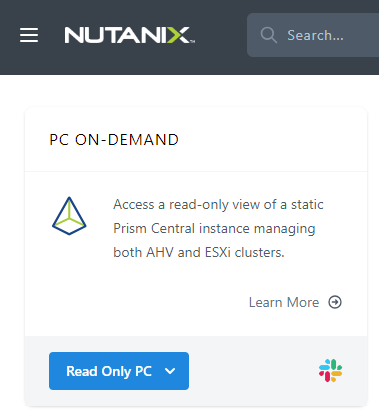 NUTANIX™
Search...
PC ON-DEMAND
Access a read-only view of a static
Prism Central instance managing
both AHV and ESXi clusters.
Learn More
Read Only PC